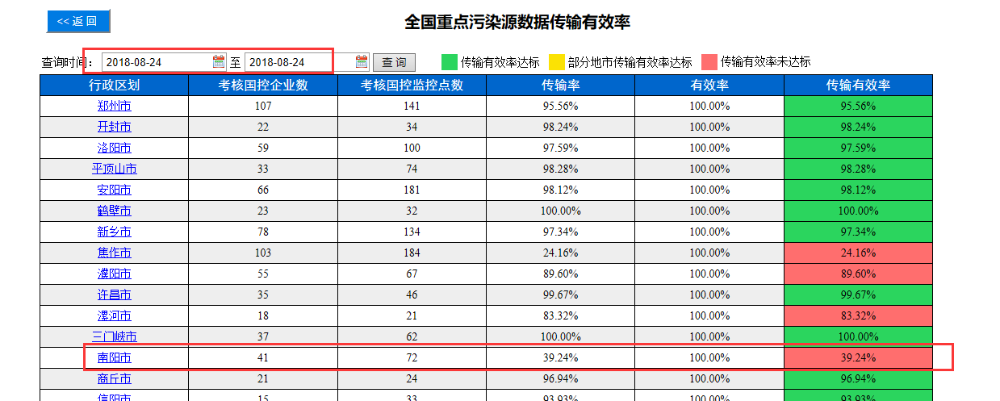 << 返 回
全国重点污染源数据传输有效率
查询时间： 2018-08-24 至 2018-08-24 查 询 传输有效率达标 部分地市传输有效率达标 传输有效率未达标
行政区划 考核国控企业数 考核国控监控点数 传输率 有效率 传输有效率
郑州市 107 141 95.56% 100.00% 95.56%
开封市 22 34 98.24% 100.00% 98.24%
洛阳市 59 100 97.59% 100.00% 97.59%
平顶山市 33 74 98.28% 100.00% 98.28%
安阳市 66 181 98.12% 100.00% 98.12%
鹤壁市 23 32 100.00% 100.00% 100.00%
新乡市 78 134 97.34% 100.00% 97.34%
焦作市 103 184 24.16% 100.00% 24.16%
濮阳市 55 67 89.60% 100.00% 89.60%
许昌市 35 46 99.67% 100.00% 99.67%
漯河市 18 21 83.32% 100.00% 83.32%
三门峡市 37 62 100.00% 100.00% 100.00%
南阳市 41 72 39.24% 100.00% 39.24%
商丘市 21 24 96.94% 100.00% 96.94%
信阳市 15 33 93.93% 100.00% 93.93%